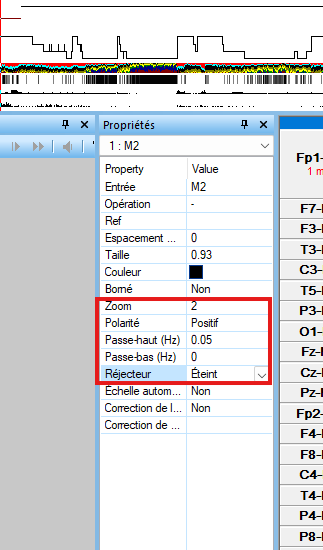 Propriétés
1 : M2
Property Value
Entrée M2
Opération -
Ref
Espacement ... 0
Taille 0.93
Couleur
Borné Non
Zoom 2
Polarité Positif
Passe-haut (Hz) 0.05
Passe-bas (Hz) 0
Réjecteur Éteint
Échelle autom... Non
Correction de l... Non
Correction de ...
Fp1-
1 m
F7-
F3-
T3-
C3-
T5-
P3-
O1-
Fz-
Cz-
Pz-
Fp2-
F4-
F8-
C4-
T4-
P4-
P8-